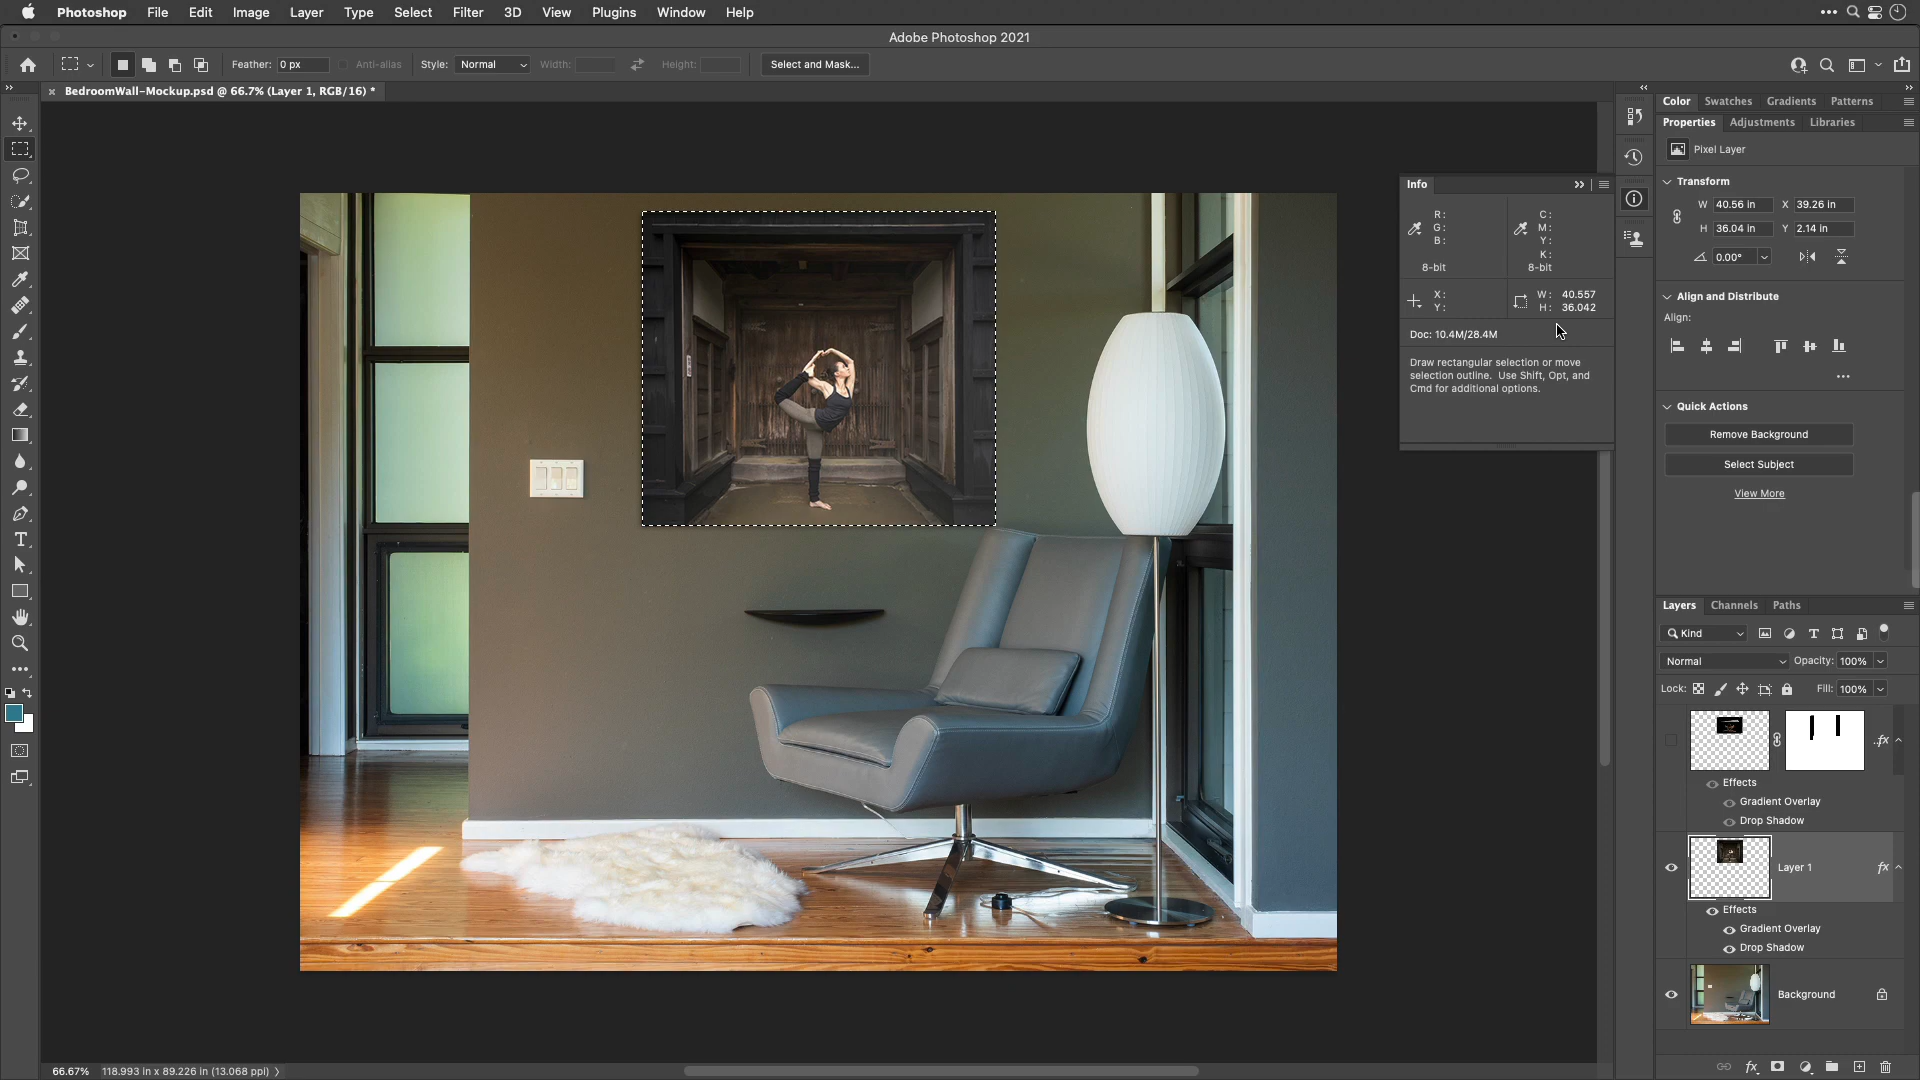 Photoshop File Edit Image Layer Type Select Filter 3D View Plugins Window Help
Adobe Photoshop 2021
Feather: 0 px Anti-alias Style: Normal Width: Height: Select and Mask...
BedroomWall-Mockup.psd @ 66.7% (Layer 1, RGB/16) *
Color Swatches Gradients Patterns
Properties Adjustments Libraries
Pixel Layer
Transform
W 40.56 in X 39.26 in
H 36.04 in Y 2.14 in
0.00°
Align and Distribute
Align:
Quick Actions
Remove Background
Select Subject
View More
Info
R: C:
G: M:
B: Y:
K:
8-bit 8-bit
X: W: 40.557
Y: H: 36.042
Doc: 10.4M/28.4M
Draw rectangular selection or move
selection outline. Use Shift, Opt, and
Cmd for additional options.
Layers Channels Paths
Kind
Normal Opacity: 100%
Lock: Fill: 100%
fx
Effects
Gradient Overlay
Drop Shadow
Layer 1 fx
Effects
Gradient Overlay
Drop Shadow
Background
fx
66.67% 118.993 in x 89.226 in (13.068 ppi)